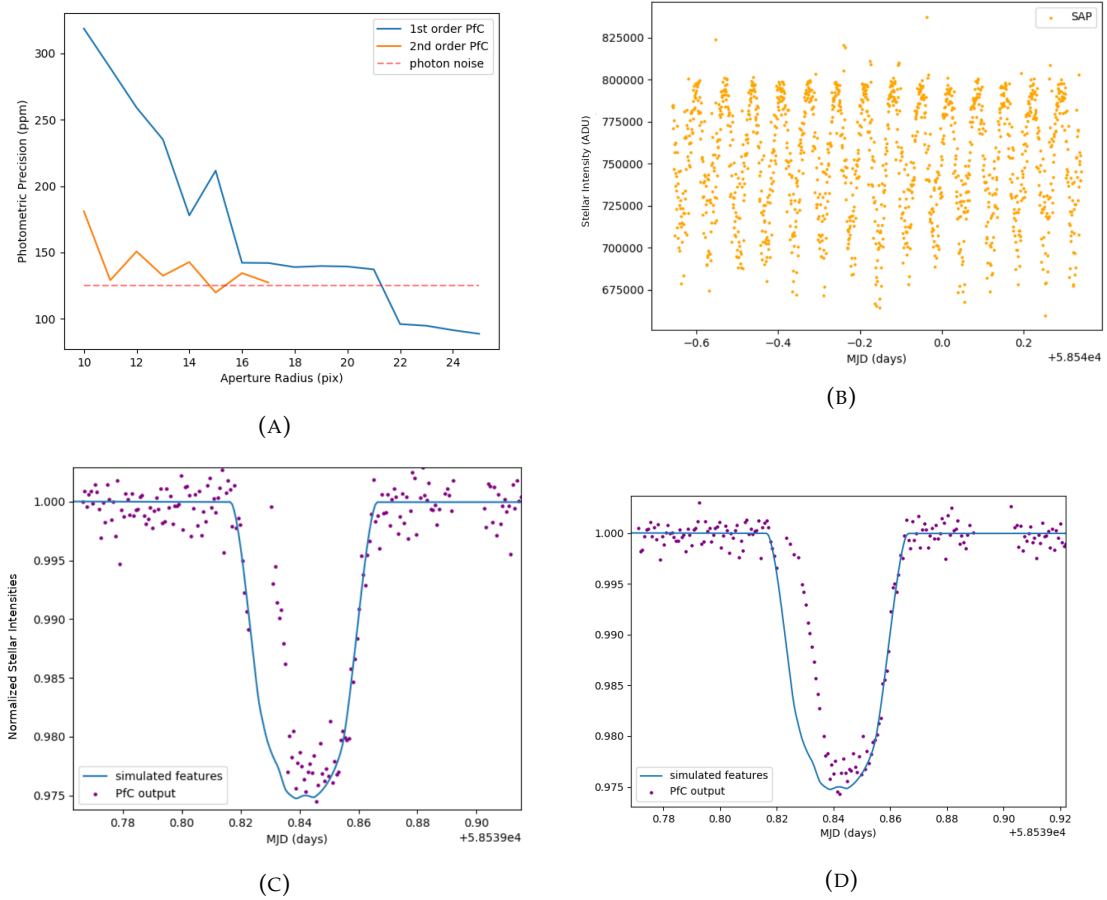 1st order PfC
2nd order PfC
photon noise
300
250
200
150
100
Photometric Precision (ppm)
10
12
14
16
18
20
22
24
Aperture Radius (pix)
(A)
SAP
825000
800000
775000
750000
725000
700000
675000
Stellar Intensity (ADU)
−0.6
−0.4
−0.2
0.0
0.2
MJD (days)
+5.854e4
(B)
1.000
0.995
0.990
0.985
0.980
0.975
Normalized Stellar Intensities
simulated features
PfC output
0.78
0.80
0.82
0.84
0.86
0.88
0.90
MJD (days)
+5.8539e4
(C)
1.000
0.995
0.990
0.985
0.980
0.975
simulated features
PfC output
0.78
0.80
0.82
0.84
0.86
0.88
0.90
0.92
MJD (days)
+5.8539e4
(D)